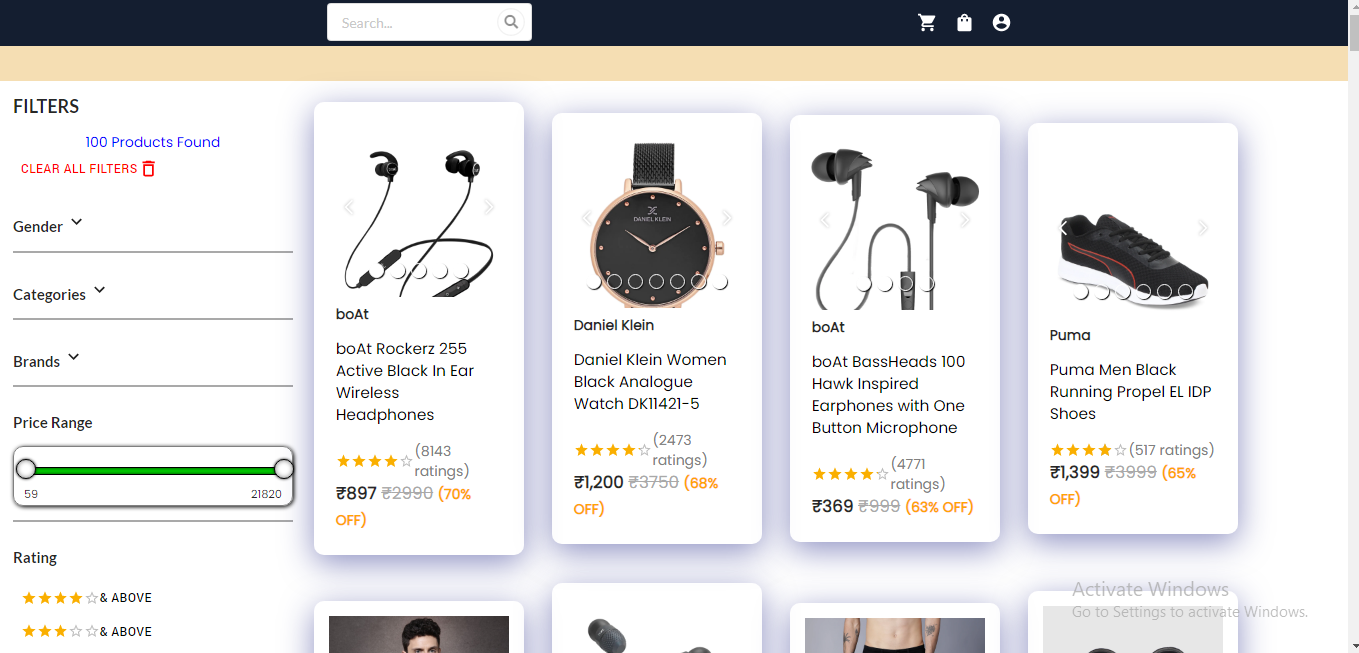 Search...
FILTERS
100 Products Found
CLEAR ALL FILTERS
Gender
Categories
Brands
Price Range
59 21820
Rating
& ABOVE
& ABOVE
boAt
boAt Rockerz 255
Active Black In Ear
Wireless
Headphones
(8143
ratings)
₹897 ₹2990 (70%
OFF)
DANIEL KLEIN
Daniel Klein
Daniel Klein Women
Black Analogue
Watch DK11421-5
(2473
ratings)
₹1,200 ₹3750 (68%
OFF)
boAt
boAt BassHeads 100
Hawk Inspired
Earphones with One
Button Microphone
(4771
ratings)
₹369 ₹999 (63% OFF)
Puma
Puma Men Black
Running Propel EL IDP
Shoes
(517 ratings)
₹1,399 ₹3999 (65%
OFF)
Activate Windows
Go to Settings to activate Windows.